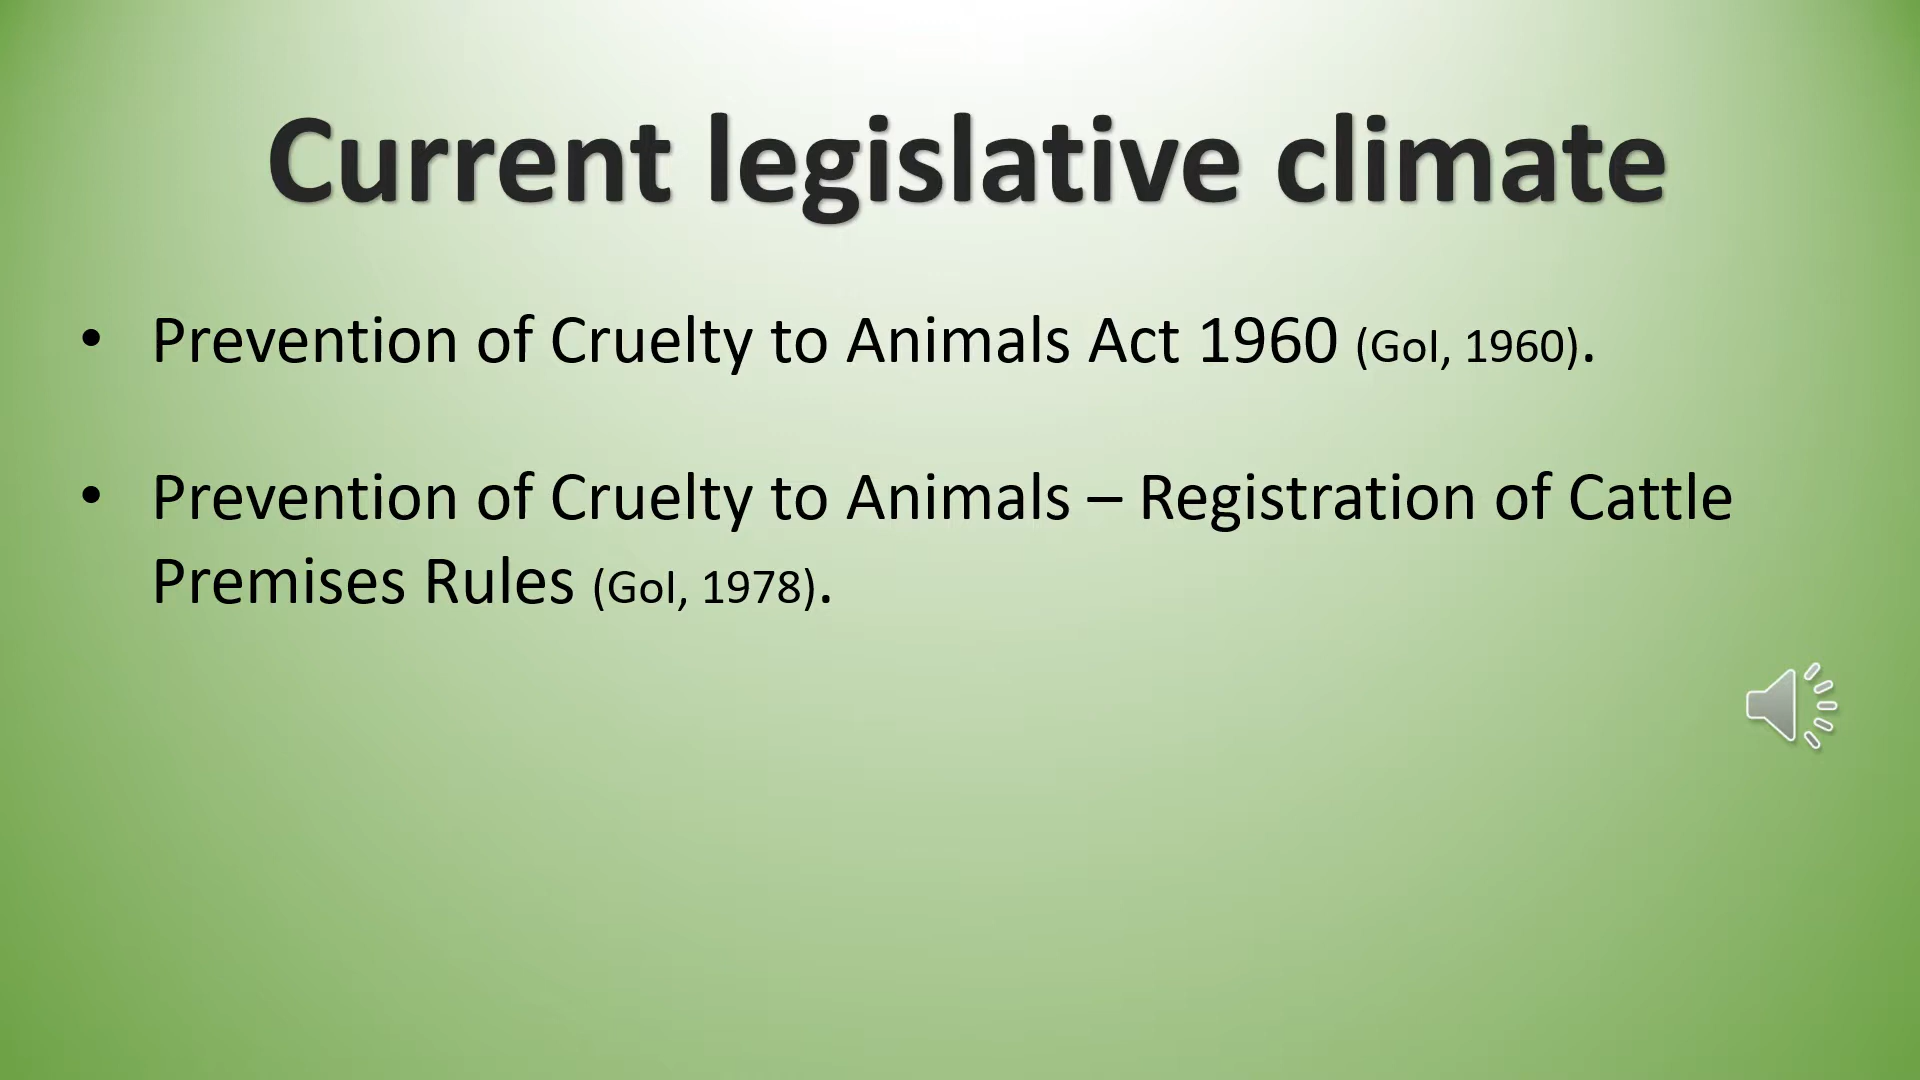 Current legislative climate
• Prevention of Cruelty to Animals Act 1960 (GoI, 1960).
• Prevention of Cruelty to Animals – Registration of Cattle
Premises Rules (GoI, 1978).